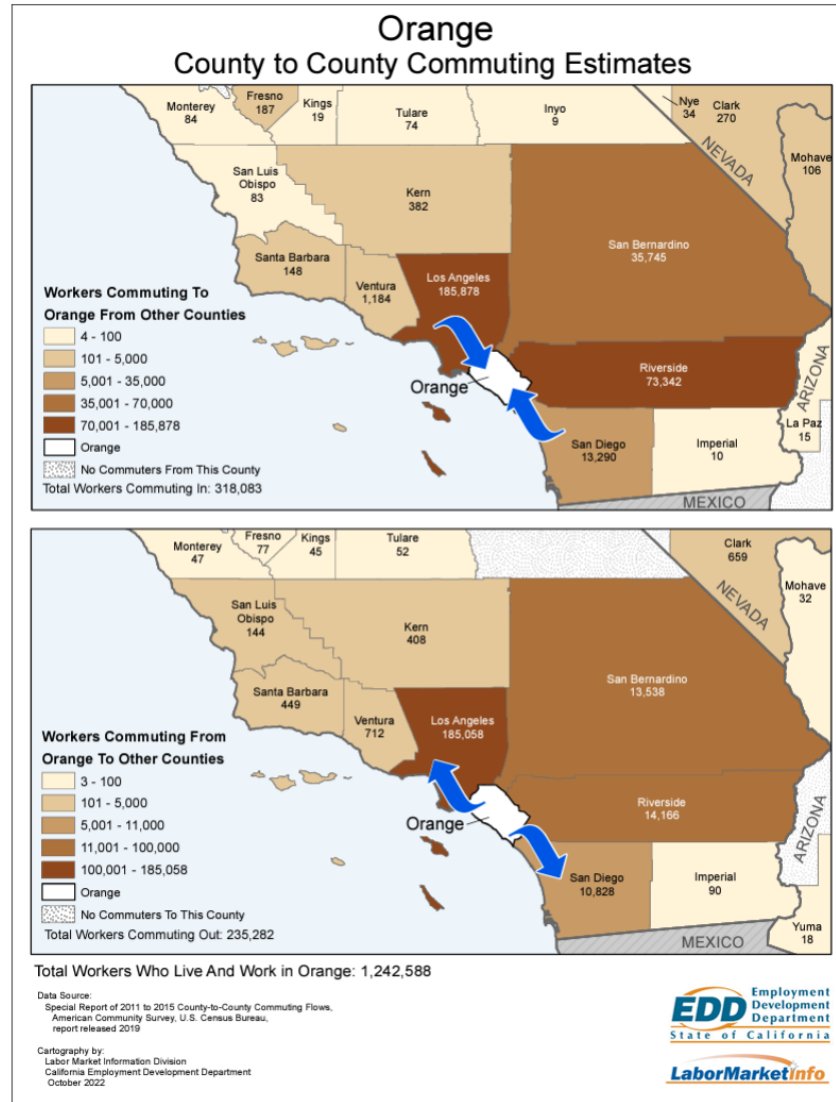 Orange
County to County Commuting Estimates
Monterey
84
Fresno
187
Kings
19
Tulare
74
Inyo
9
Nye
34
Clark
270
NEVADA
Mohave
106
San Luis
Obispo
83
Kern
382
San Bernardino
35,745
Santa Barbara
148
Ventura
1,184
Los Angeles
185,878
Workers Commuting To
Orange From Other Counties
4 - 100
101 - 5,000
5,001 - 35,000
35,001 - 70,000
70,001 - 185,878
Orange
No Commuters From This County
Total Workers Commuting In: 318,083
Orange
Riverside
73,342
ARIZONA
La Paz
15
San Diego
13,290
Imperial
10
MEXICO
Monterey
47
Fresno
77
Kings
45
Tulare
52
Clark
659
NEVADA
Mohave
32
San Luis
Obispo
144
Kern
408
San Bernardino
13,538
Santa Barbara
449
Ventura
712
Los Angeles
185,058
Workers Commuting From
Orange To Other Counties
3 - 100
101 - 5,000
5,001 - 11,000
11,001 - 100,000
100,001 - 185,058
Orange
No Commuters To This County
Total Workers Commuting Out: 235,282
Orange
Riverside
14,166
ARIZONA
San Diego
10,828
Imperial
90
Yuma
18
MEXICO
Total Workers Who Live And Work in Orange: 1,242,588
Data Source:
Special Report of 2011 to 2015 County-to-County Commuting Flows,
American Community Survey, U.S. Census Bureau,
report released 2019
Cartography by:
Labor Market Information Division
California Employment Development Department
October 2022
EDD
Employment
Development
Department
State of California
LaborMarketInfo